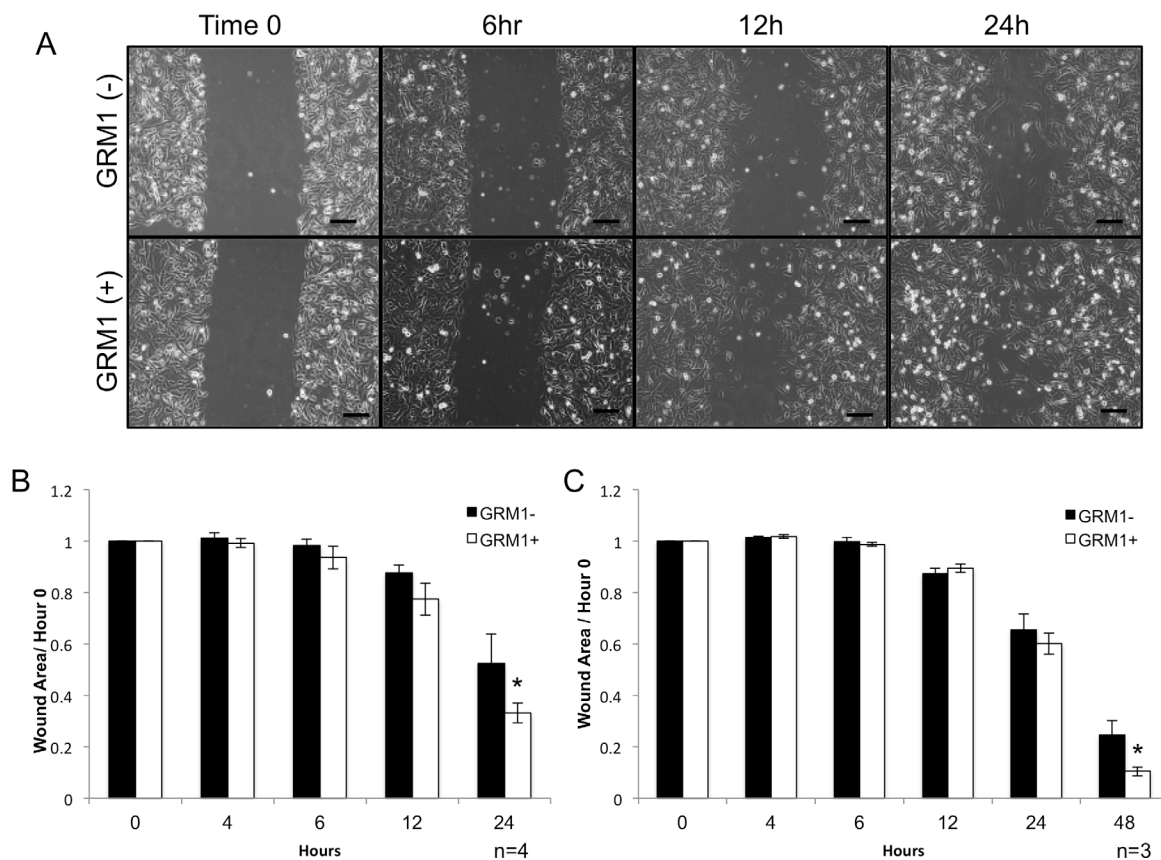 Time 0 6hr 12h 24h
A
GRM1 (-)
GRM1 (+)
B
Wound Area/ Hour 0
1.2
1
0.8
0.6
0.4
0.2
0
GRM1-
GRM1+
*
0 4 6 12 24
Hours n=4
C
Wound Area / Hour 0
1.2
1
0.8
0.6
0.4
0.2
0
GRM1-
GRM1+
*
0 4 6 12 24 48
Hours n=3